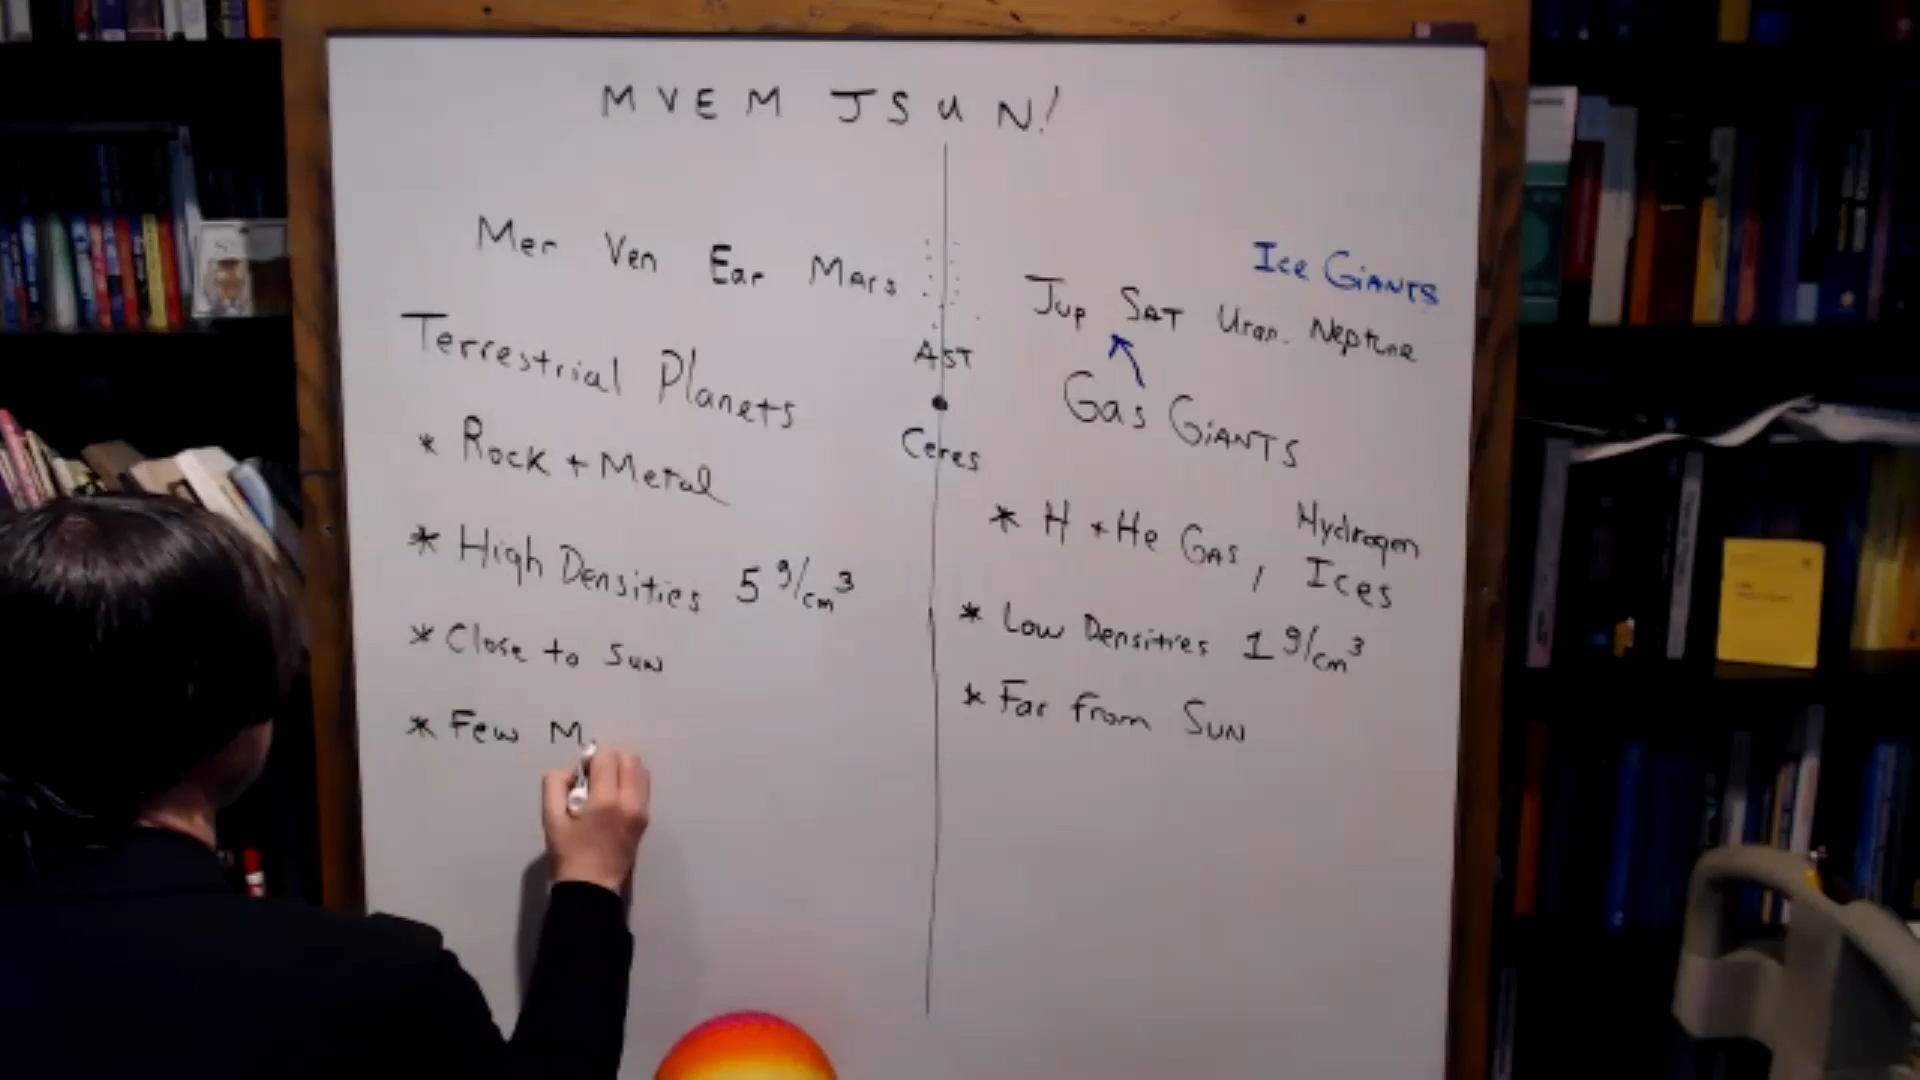 MVEM JSUN!
Mer Ven Ear Mars
Terrestrial Planets
* Rock + Metal
* High Densities 5 g/cm³
* Close to Sun
* Few M
AST
Ceres
Ice GIANTS
Jup SAT Uran. Neptune
Gas GIANTS
* H + He GAS, Hydrogen Ices
* Low Densities 1 g/cm³
* Far from Sun